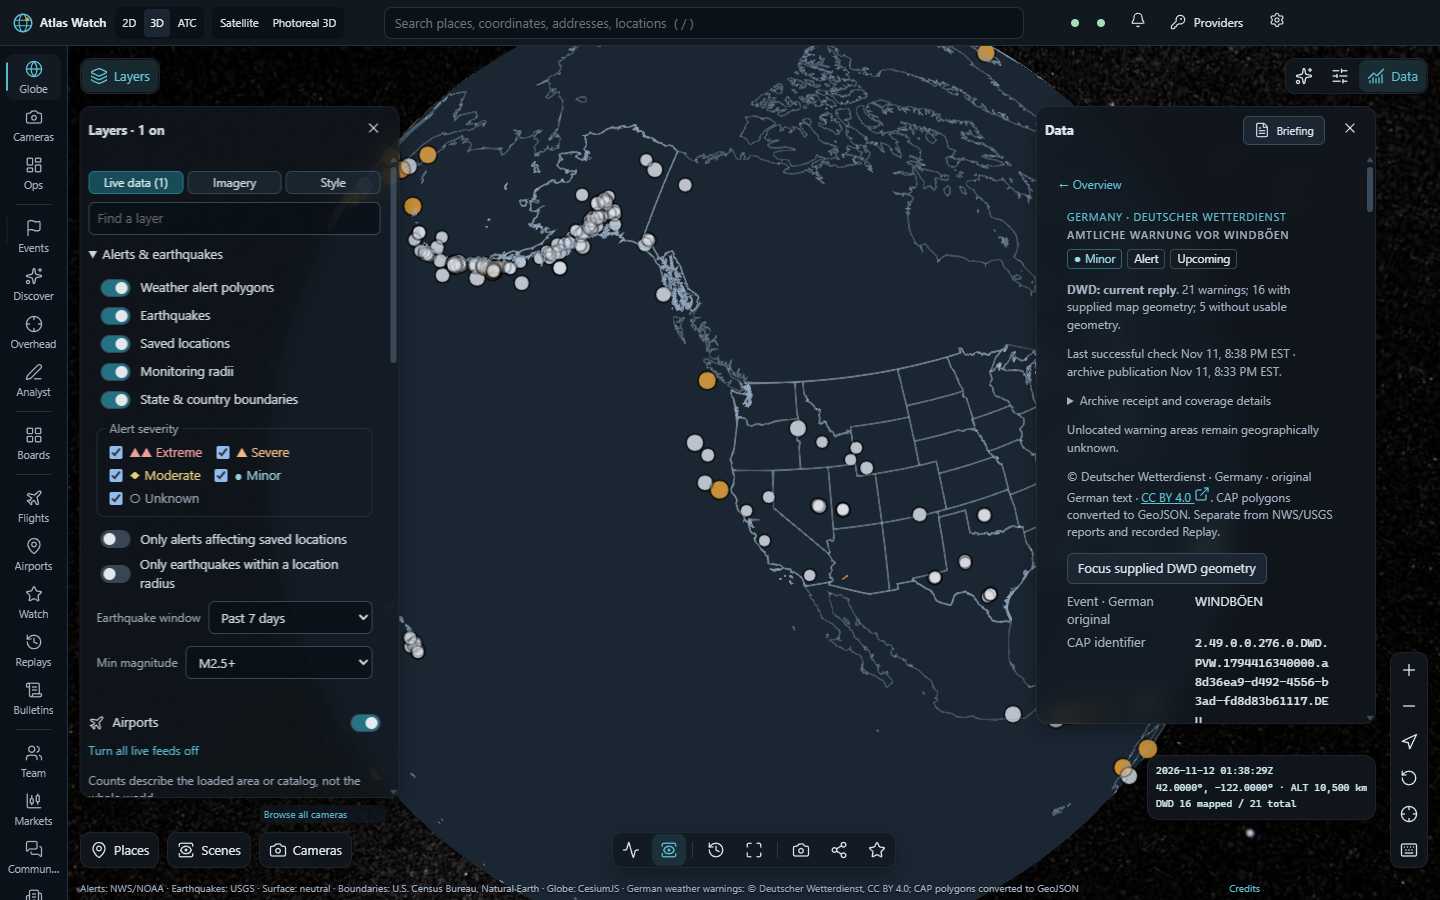 Atlas Watch
2D 3D ATC
Satellite Photoreal 3D
Search places, coordinates, addresses, locations ( / )
Providers
Globe
Cameras
Ops
Events
Discover
Overhead
Analyst
Boards
Flights
Airports
Watch
Replays
Bulletins
Team
Markets
Commun...
Layers
Layers · 1 on
Live data (1) Imagery Style
Find a layer
▼ Alerts & earthquakes
Weather alert polygons
Earthquakes
Saved locations
Monitoring radii
State & country boundaries
Alert severity
▲▲ Extreme ▲ Severe
◆ Moderate ● Minor
○ Unknown
Only alerts affecting saved locations
Only earthquakes within a location
radius
Earthquake window Past 7 days
Min magnitude M2.5+
Airports
Turn all live feeds off
Counts describe the loaded area or catalog, not the
whole world
Browse all cameras
Places Scenes Cameras
Data
Data
Briefing
← Overview
GERMANY · DEUTSCHER WETTERDIENST
AMTLICHE WARNUNG VOR WINDBÖEN
● Minor Alert Upcoming
DWD: current reply. 21 warnings; 16 with
supplied map geometry; 5 without usable
geometry.
Last successful check Nov 11, 8:38 PM EST ·
archive publication Nov 11, 8:33 PM EST.
▶ Archive receipt and coverage details
Unlocated warning areas remain geographically
unknown.
© Deutscher Wetterdienst · Germany · original
German text · CC BY 4.0 . CAP polygons
converted to GeoJSON. Separate from NWS/USGS
reports and recorded Replay.
Focus supplied DWD geometry
Event · German
original
WINDBÖEN
CAP identifier
2.49.0.0.276.0.DWD.
PVW.1794416340000.a
8d36ea9-d492-4556-b
3ad-fd8d83b61117.DE
U
2026-11-12 01:38:29Z
42.0000°, -122.0000° · ALT 10,500 km
DWD 16 mapped / 21 total
Alerts: NWS/NOAA · Earthquakes: USGS · Surface: neutral · Boundaries: U.S. Census Bureau, Natural Earth · Globe: CesiumJS · German weather warnings: © Deutscher Wetterdienst, CC BY 4.0; CAP polygons converted to GeoJSON
Credits